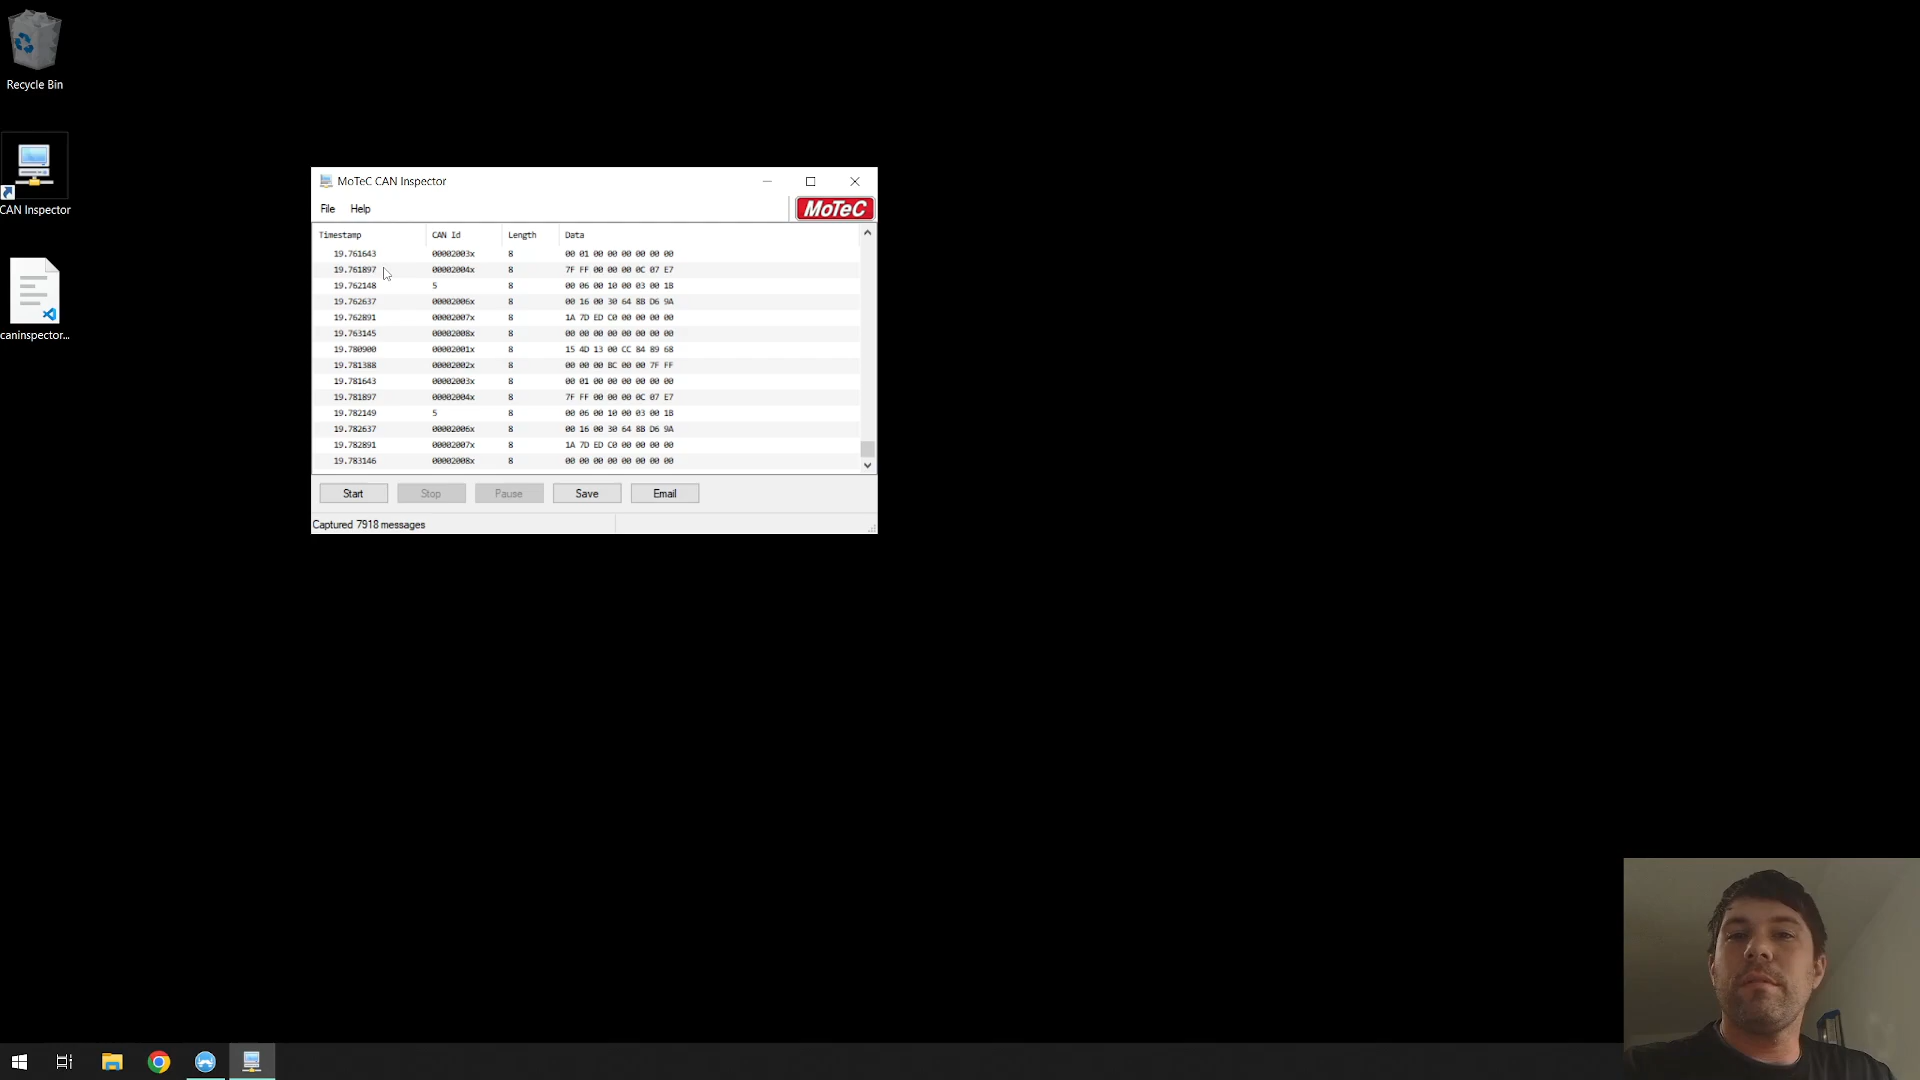 Recycle Bin
CAN Inspector
caninspector...
MoTeC CAN Inspector
File Help
MoTeC
Timestamp CAN Id Length Data
19.761643 00002003x 8 00 01 00 00 00 00 00 00
19.761897 00002004x 8 7F FF 00 00 00 0C 07 E7
19.762148 5 8 00 06 00 10 00 03 00 1B
19.762637 00002006x 8 00 16 00 30 64 8B D6 9A
19.762891 00002007x 8 1A 7D ED C0 00 00 00 00
19.763145 00002008x 8 00 00 00 00 00 00 00 00
19.780900 00002001x 8 15 4D 13 00 CC 84 89 68
19.781388 00002002x 8 00 00 00 BC 00 00 7F FF
19.781643 00002003x 8 00 01 00 00 00 00 00 00
19.781897 00002004x 8 7F FF 00 00 00 0C 07 E7
19.782149 5 8 00 06 00 10 00 03 00 1B
19.782637 00002006x 8 00 16 00 30 64 8B D6 9A
19.782891 00002007x 8 1A 7D ED C0 00 00 00 00
19.783146 00002008x 8 00 00 00 00 00 00 00 00
Start Stop Pause Save Email
Captured 7918 messages